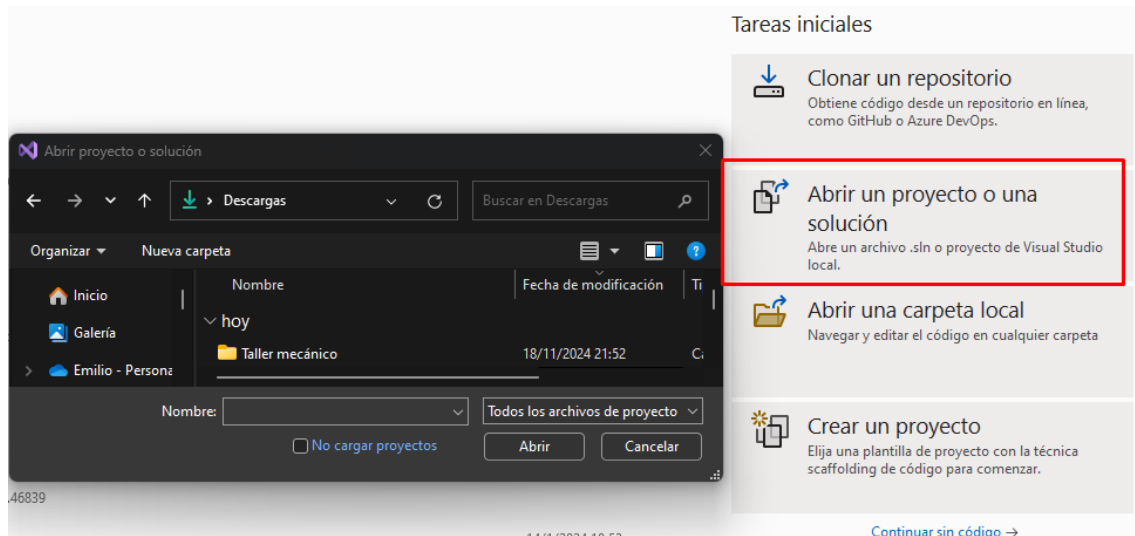 Tareas iniciales
Clonar un repositorio
Obtiene código desde un repositorio en línea,
como GitHub o Azure DevOps.
Abrir un proyecto o una
solución
Abre un archivo .sln o proyecto de Visual Studio
local.
Abrir una carpeta local
Navegar y editar el código en cualquier carpeta
Crear un proyecto
Elija una plantilla de proyecto con la técnica
scaffolding de código para comenzar.
Continuar sin código →
Abrir proyecto o solución
Descargas
Buscar en Descargas
Organizar
Nueva carpeta
Inicio
Galería
Emilio - Persona
Nombre
Fecha de modificación
Ti
hoy
Taller mecánico
18/11/2024 21:52
Nombre:
Todos los archivos de proyecto
No cargar proyectos
Abrir
Cancelar
.46839